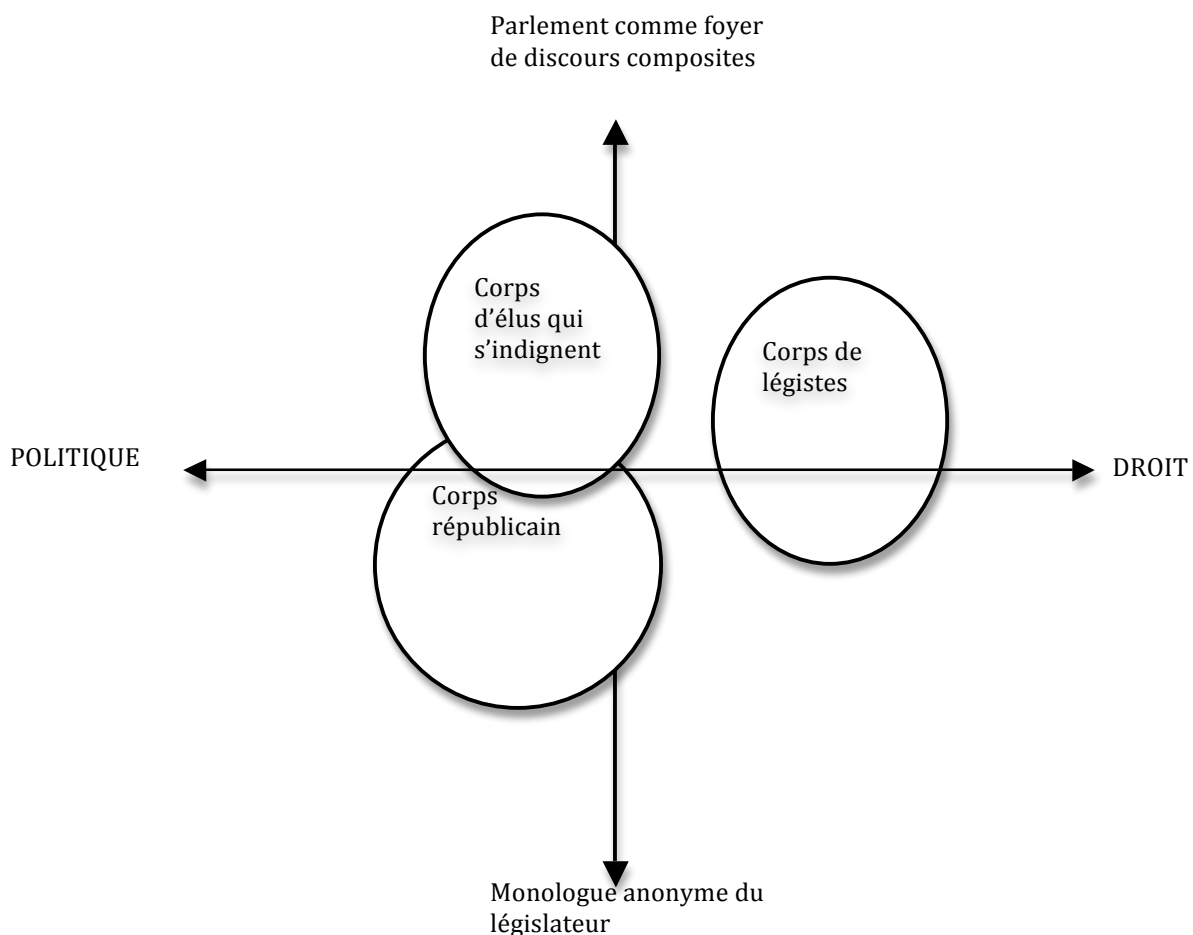 Parlement comme foyer
de discours composites
Corps
d’élus qui
s’indignent
Corps de
légistes
POLITIQUE
DROIT
Corps
républicain
Monologue anonyme du
législateur